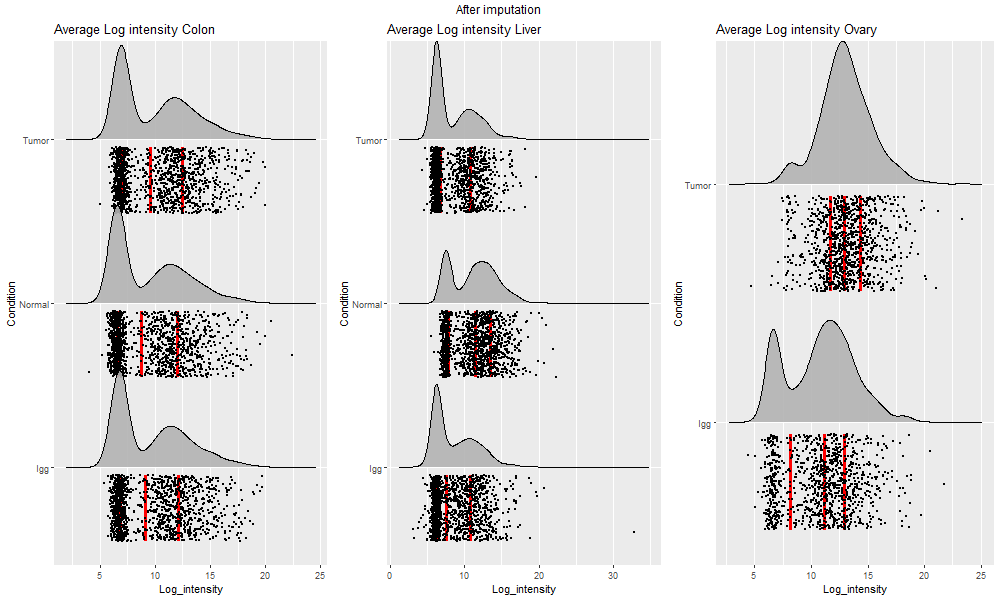 After imputation
Average Log intensity Colon
Average Log intensity Liver
Average Log intensity Ovary
Condition
Tumor
Normal
Igg
5 10 15 20 25
Log_intensity
Condition
Tumor
Normal
Igg
0 10 20 30
Log_intensity
Condition
Tumor
Igg
5 10 15 20 25
Log_intensity